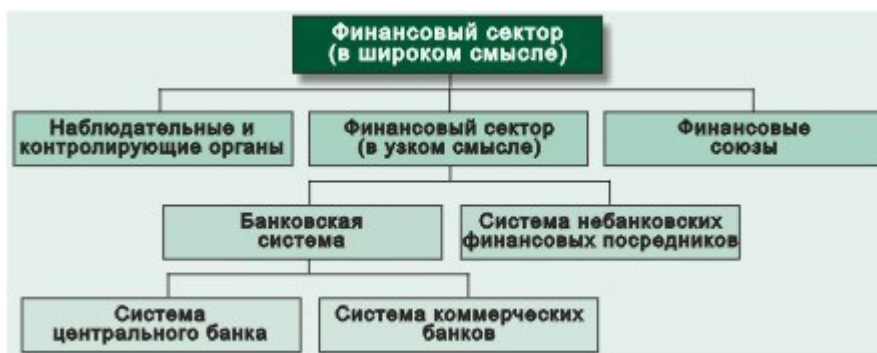 Финансовый сектор
(в широком смысле)
Наблюдательные и
контролирующие органы
Финансовый сектор
(в узком смысле)
Финансовые
союзы
Банковская
система
Система небанковских
финансовых посредников
Система
центрального банка
Система коммерческих
банков